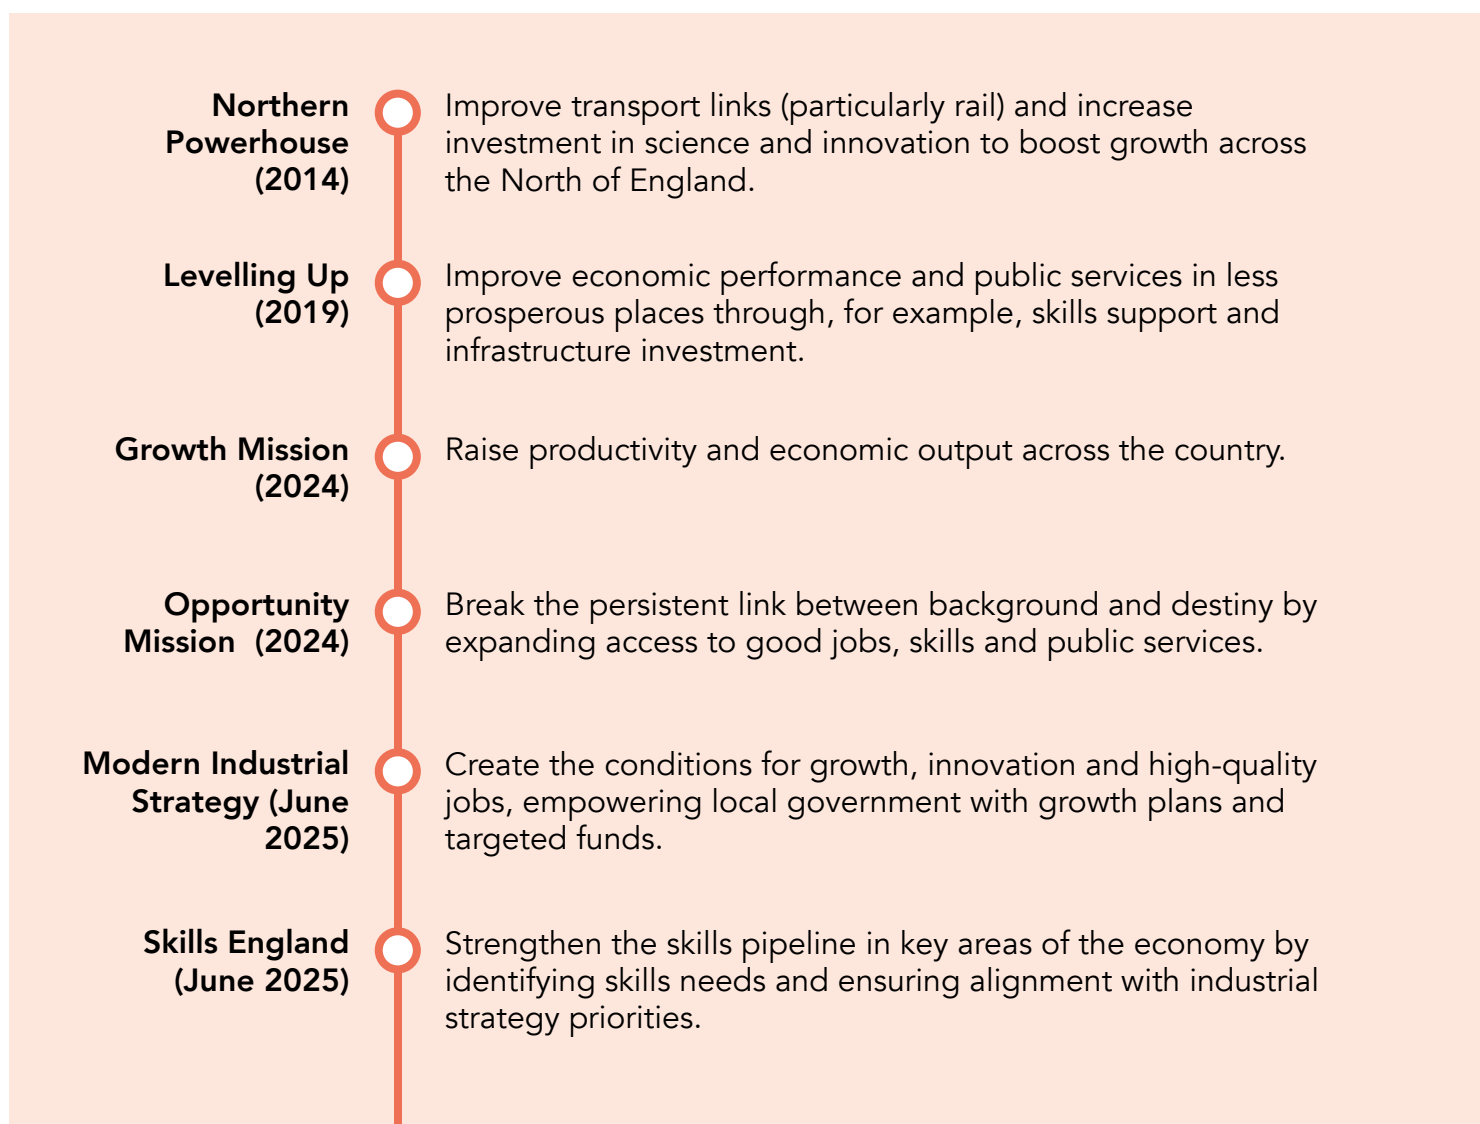 Northern
Powerhouse
(2014)
Improve transport links (particularly rail) and increase
investment in science and innovation to boost growth across
the North of England.
Levelling Up
(2019)
Improve economic performance and public services in less
prosperous places through, for example, skills support and
infrastructure investment.
Growth Mission
(2024)
Raise productivity and economic output across the country.
Opportunity
Mission  (2024)
Break the persistent link between background and destiny by
expanding access to good jobs, skills and public services.
Modern Industrial
Strategy (June
2025)
Create the conditions for growth, innovation and high-quality
jobs, empowering local government with growth plans and
targeted funds.
Skills England
(June 2025)
Strengthen the skills pipeline in key areas of the economy by
identifying skills needs and ensuring alignment with industrial
strategy priorities.